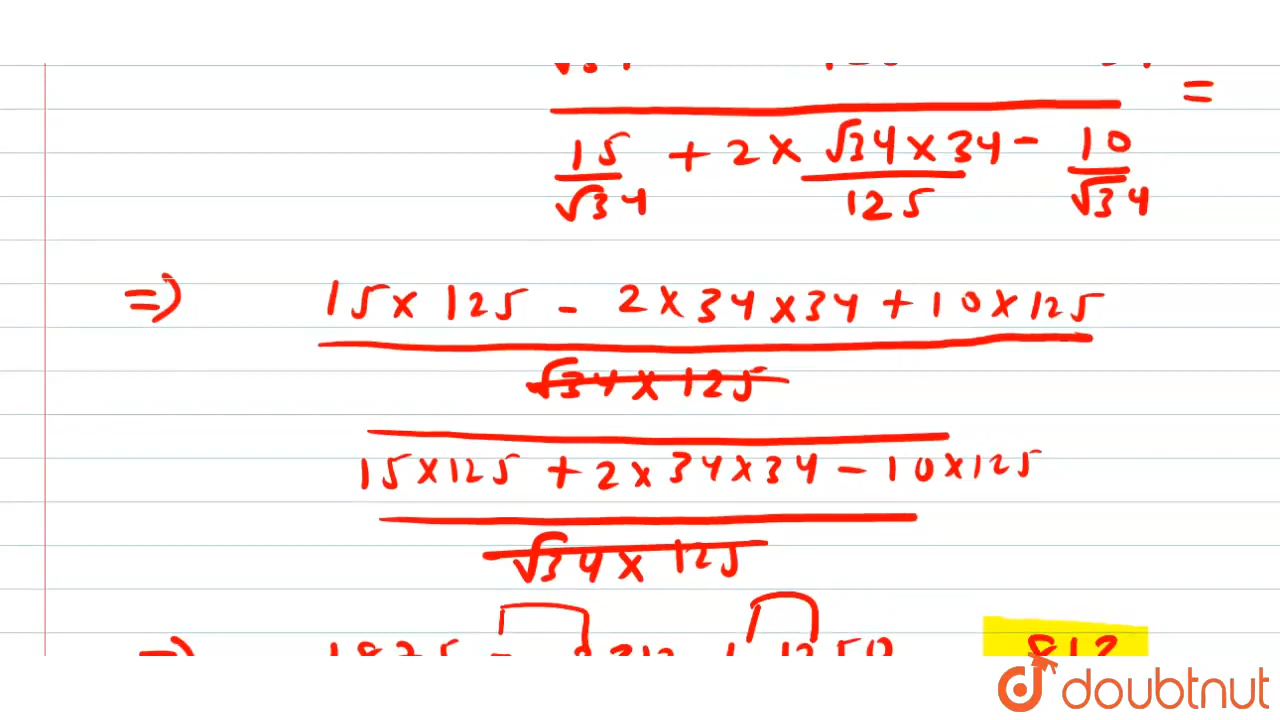 =
15/√34 + 2 × √34 × 34/125 - 10/√34
=) 15 × 125 - 2 × 34 × 34 + 10 × 125
√34 × 125
15 × 125 + 2 × 34 × 34 - 10 × 125
√34 × 125
812
doubtnut